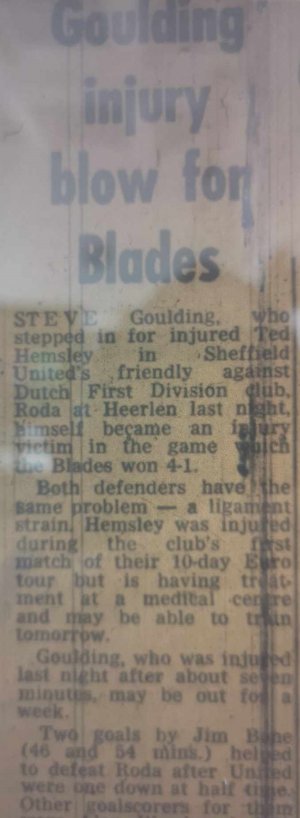 Goulding
injury
blow for
Blades
STEVE Goulding, who
stepped in for injured Ted
Hemsley in Sheffield
United's friendly against
Dutch First Division club,
Roda at Heerlen last night,
himself became an injury
victim in the game which
the Blades won 4-1.
Both defenders have the
same problem — a ligament
strain. Hemsley was injured
during the club's first
match of their 10-day Euro
tour but is having treat-
ment at a medical centre
and may be able to train
tomorrow.
Goulding, who was injured
last night after about seven
minutes, may be out for a
week.
Two goals by Jim Bone
(46 and 54 mins.) helped
to defeat Roda after United
were one down at half time.
Other goalscorers for them